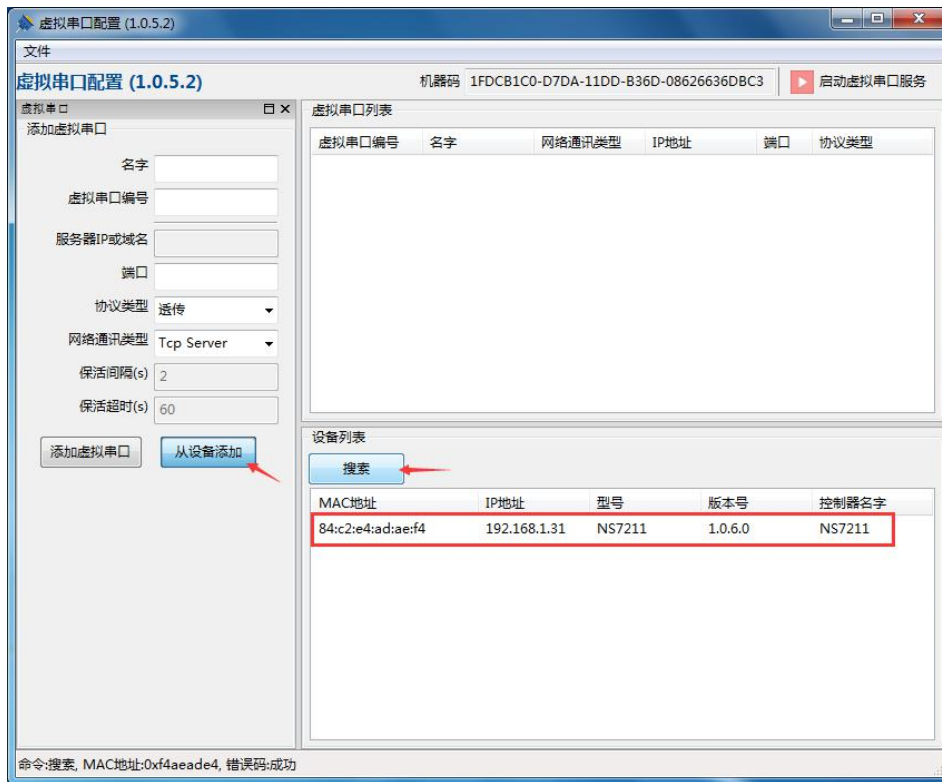 虚拟串口配置 (1.0.5.2)
文件
虚拟串口配置 (1.0.5.2)
机器码 1FDCB1C0-D7DA-11DD-B36D-08626636DBC3 启动虚拟串口服务
虚拟串口
添加虚拟串口
名字
虚拟串口编号
服务器IP或域名
端口
协议类型 透传
网络通讯类型 Tcp Server
保活间隔(s) 2
保活超时(s) 60
添加虚拟串口 从设备添加
虚拟串口列表
虚拟串口编号 名字 网络通讯类型 IP地址 端口 协议类型
设备列表
搜索
MAC地址 IP地址 型号 版本号 控制器名字
84:c2:e4:ad:ae:f4 192.168.1.31 NS7211 1.0.6.0 NS7211
命令:搜索, MAC地址:0xf4aeade4, 错误码:成功